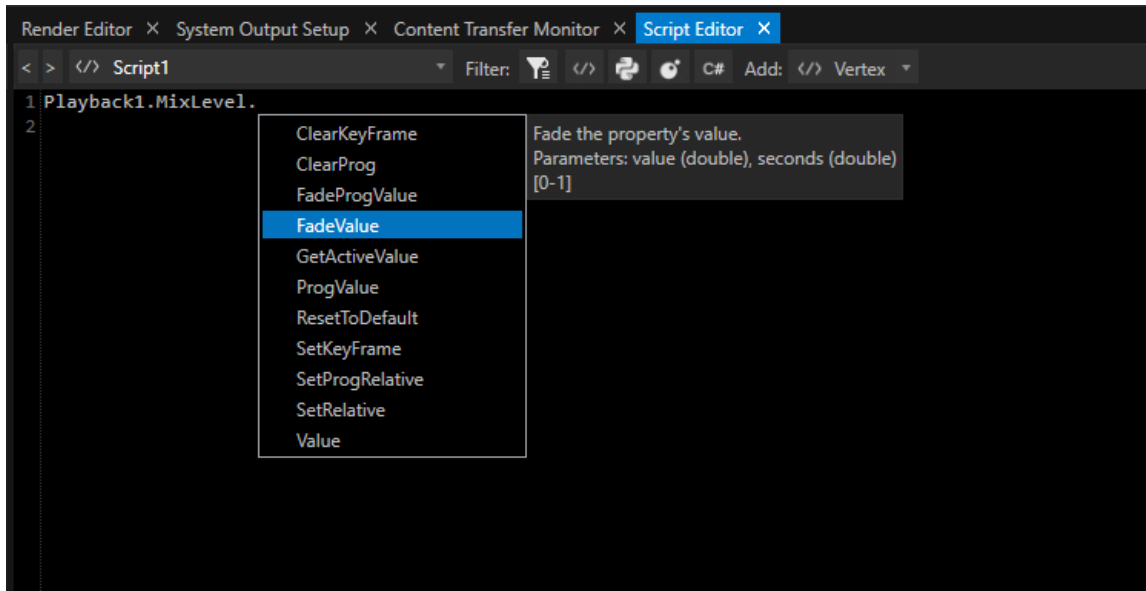 Render Editor × System Output Setup × Content Transfer Monitor × Script Editor ×
< > </> Script1 Filter: </> C# Add: </> Vertex
1 Playback1.MixLevel.
2
ClearKeyFrame
ClearProg
FadeProgValue
FadeValue
GetActiveValue
ProgValue
ResetToDefault
SetKeyFrame
SetProgRelative
SetRelative
Value
Fade the property's value.
Parameters: value (double), seconds (double)
[0-1]